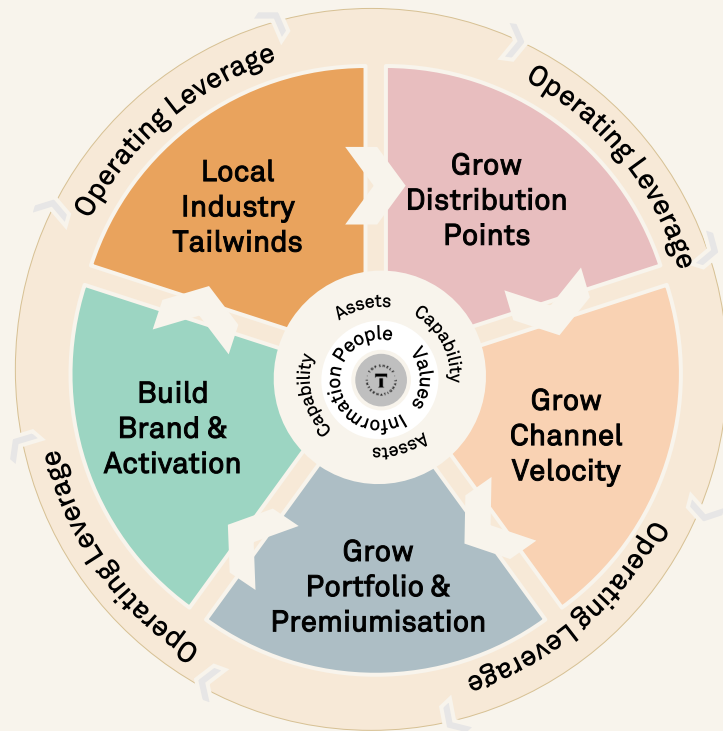 Operating Leverage
Operating Leverage
Local
Industry
Tailwinds
Grow
Distribution
Points
Assets
Capability
People
Values
Information
Capability
Assets
Build
Brand &
Activation
Grow
Channel
Velocity
Grow
Portfolio &
Premiumisation
Operating Leverage
Operating Leverage
T